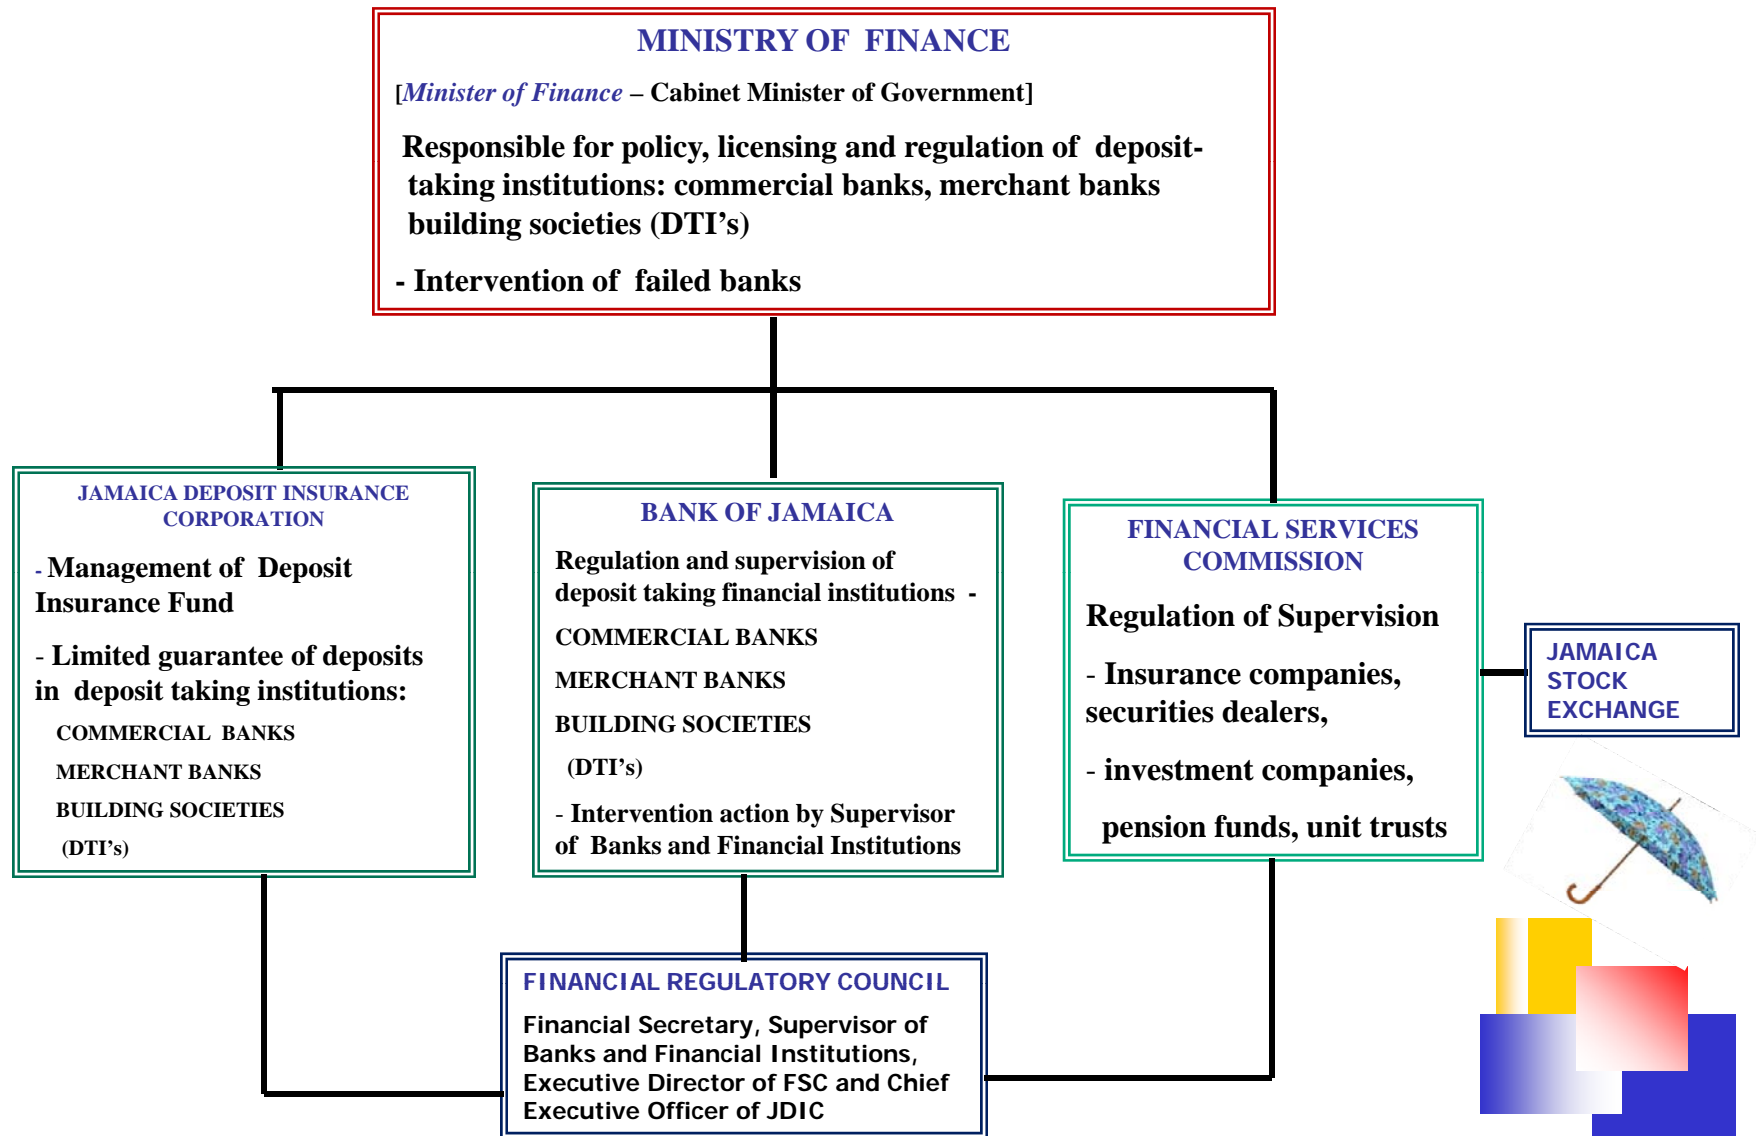 MINISTRY OF FINANCE
[Minister of Finance – Cabinet Minister of Government]
Responsible for policy, licensing and regulation of deposit-
taking institutions: commercial banks, merchant banks
building societies (DTI’s)
- Intervention of failed banks
JAMAICA DEPOSIT INSURANCE
CORPORATION
- Management of Deposit
Insurance Fund
- Limited guarantee of deposits
in deposit taking institutions:
COMMERCIAL BANKS
MERCHANT BANKS
BUILDING SOCIETIES
(DTI’s)
BANK OF JAMAICA
Regulation and supervision of
deposit taking financial institutions -
COMMERCIAL BANKS
MERCHANT BANKS
BUILDING SOCIETIES
(DTI’s)
- Intervention action by Supervisor
of Banks and Financial Institutions
FINANCIAL SERVICES
COMMISSION
Regulation of Supervision
- Insurance companies,
securities dealers,
- investment companies,
pension funds, unit trusts
JAMAICA
STOCK
EXCHANGE
FINANCIAL REGULATORY COUNCIL
Financial Secretary, Supervisor of
Banks and Financial Institutions,
Executive Director of FSC and Chief
Executive Officer of JDIC